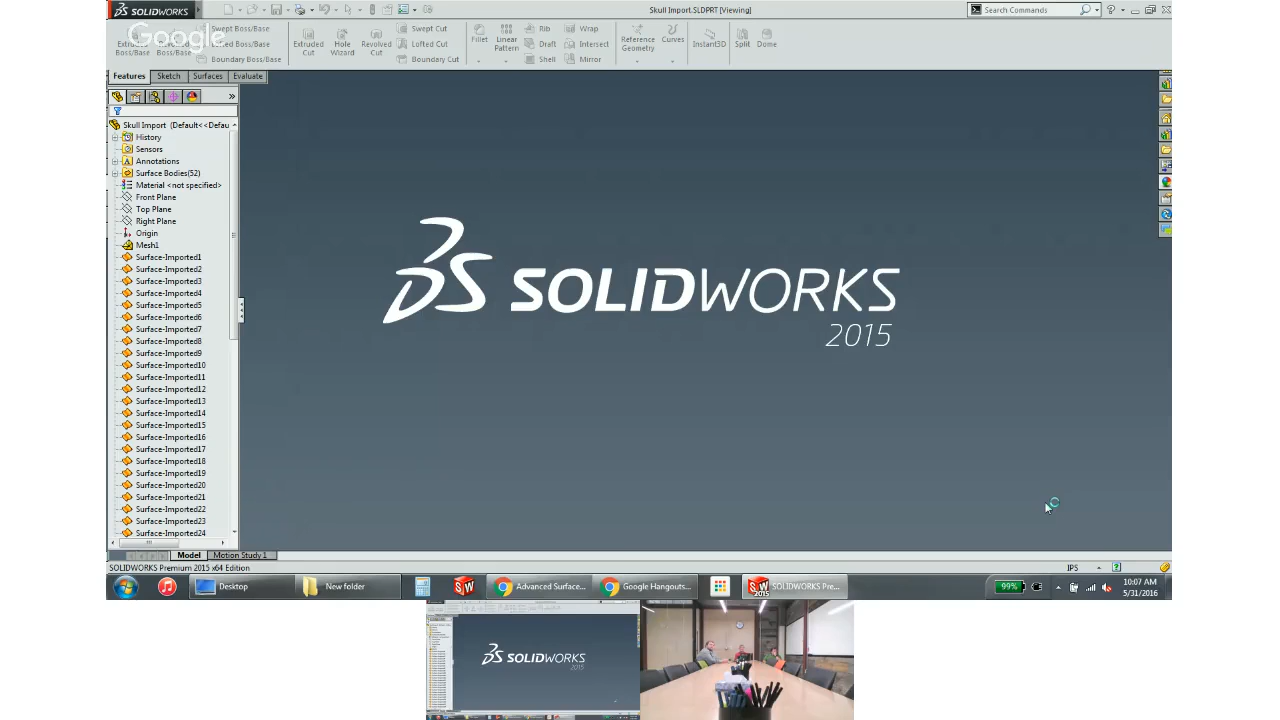 SOLIDWORKS
Skull Import.SLDPRT [Viewing]
Search Commands
Google
Extruded Boss/Base
Boss/Base
Swept Boss/Base
Lofted Boss/Base
Boundary Boss/Base
Extruded Cut
Hole Wizard
Revolved Cut
Swept Cut
Lofted Cut
Boundary Cut
Fillet
Linear Pattern
Rib
Draft
Shell
Wrap
Intersect
Mirror
Reference Geometry
Curves
Instant3D
Split
Dome
Features
Sketch
Surfaces
Evaluate
Skull Import (Default<<Defau
History
Sensors
Annotations
Surface Bodies(52)
Material <not specified>
Front Plane
Top Plane
Right Plane
Origin
Mesh1
Surface-Imported1
Surface-Imported2
Surface-Imported3
Surface-Imported4
Surface-Imported5
Surface-Imported6
Surface-Imported7
Surface-Imported8
Surface-Imported9
Surface-Imported10
Surface-Imported11
Surface-Imported12
Surface-Imported13
Surface-Imported14
Surface-Imported15
Surface-Imported16
Surface-Imported17
Surface-Imported18
Surface-Imported19
Surface-Imported20
Surface-Imported21
Surface-Imported22
Surface-Imported23
Surface-Imported24
SOLIDWORKS
2015
Model
Motion Study 1
SOLIDWORKS Premium 2015 x64 Edition
IPS
Desktop
New folder
Advanced Surface...
Google Hangouts...
SOLIDWORKS Pre...
99%
10:07 AM
5/31/2016
SOLIDWORKS
2015